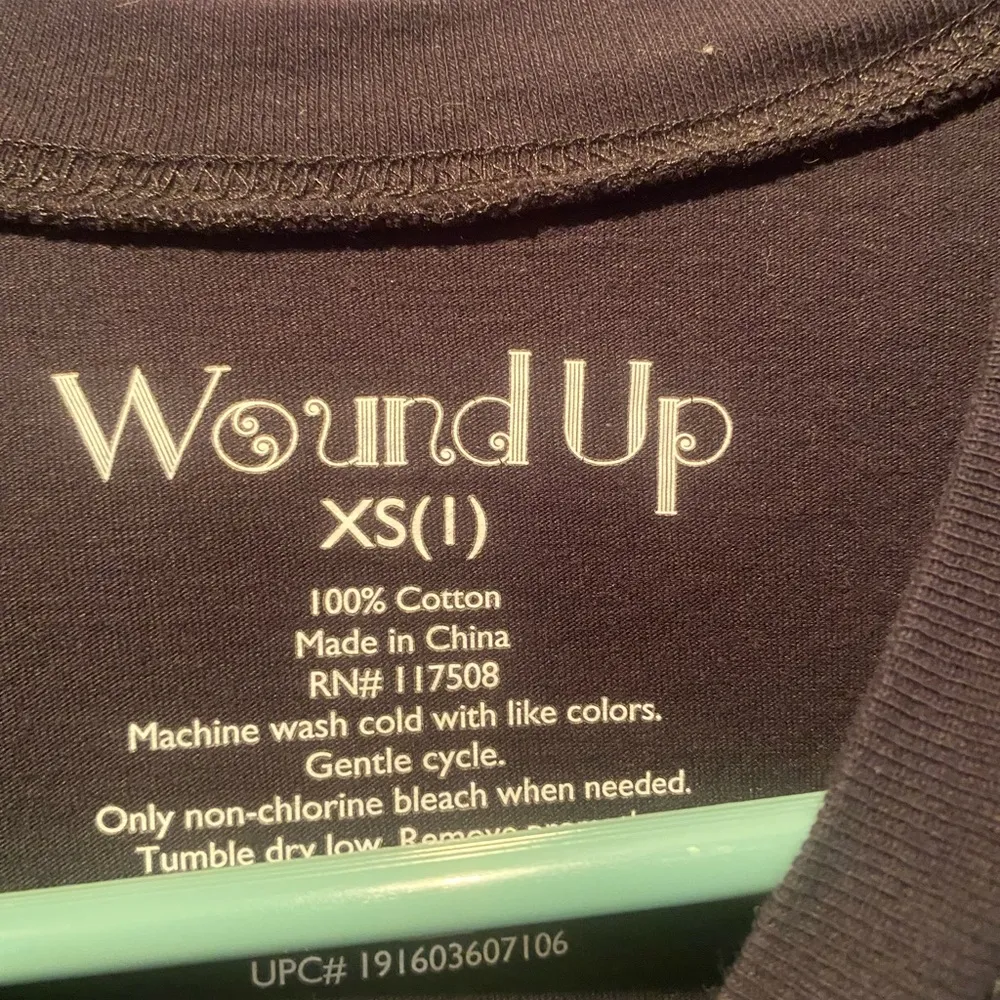 Wound Up
XS(1)
100% Cotton
Made in China
RN# 117508
Machine wash cold with like colors.
Gentle cycle.
Only non-chlorine bleach when needed.
Tumble dry low. Remove
UPC# 191603607106